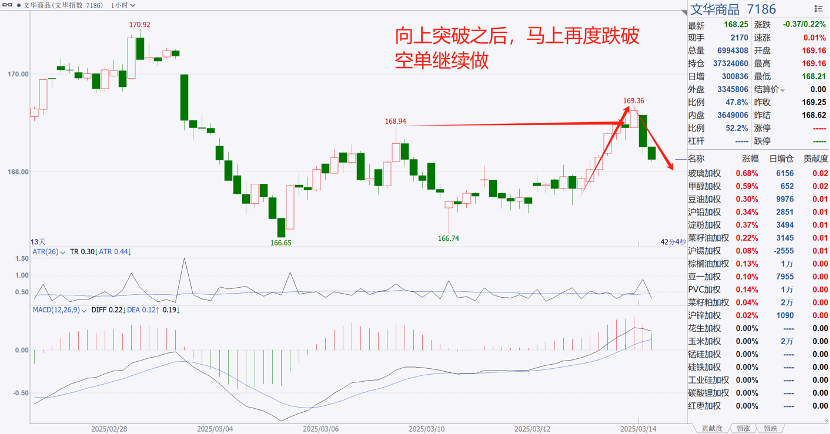 文华商品(文华指数 7186) 1小时
文华商品 7186
最新 168.25 涨跌 -0.37/0.22%
现手 2170 速涨 0.01%
总量 6994308 开盘 169.16
持仓 37324060 最高 169.16
日增 300836 最低 168.21
外盘 3345806 结算价 0.00
比例 47.8% 昨收 169.25
内盘 3649006 昨结 168.62
比例 52.2% 涨停 -----
杠杆 ----- 跌停 -----
名称 涨幅 日增仓 贡献度
玻璃加权 0.68% 6156 0.02
甲醇加权 0.59% 652 0.02
豆油加权 0.30% 9976 0.01
沪铅加权 0.34% 2851 0.01
淀粉加权 0.37% 3494 0.01
菜籽油加权 0.22% 3145 0.01
沪锡加权 0.08% -2555 0.01
棕榈油加权 0.13% 1万 0.01
豆一加权 0.10% 7955 0.00
PVC加权 0.14% 1万 0.00
菜籽粕加权 0.04% 2万 0.00
沪锌加权 0.02% 1090 0.00
花生加权 0.00% ---- 0.00
玉米加权 0.00% 2万 0.00
锰硅加权 0.00% ---- 0.00
硅铁加权 0.00% ---- 0.00
工业硅加权 0.00% ---- 0.00
碳酸锂加权 0.00% ---- 0.00
红枣加权 0.00% ---- 0.00
贡献度 领涨 领跌
向上突破之后，马上再度跌破
空单继续做
170.92
170.00
169.36
168.94
168.00
166.74
166.65
13天
42分4秒
ATR(26) TR 0.30↓ATR 0.44↓
1.50
1.00
0.50
MACD(12,26,9) DIFF 0.22↓DEA 0.12↑ 0.19↓
0.00
-0.50
2025/02/28 2025/03/04 2025/03/06 2025/03/10 2025/03/12 2025/03/14